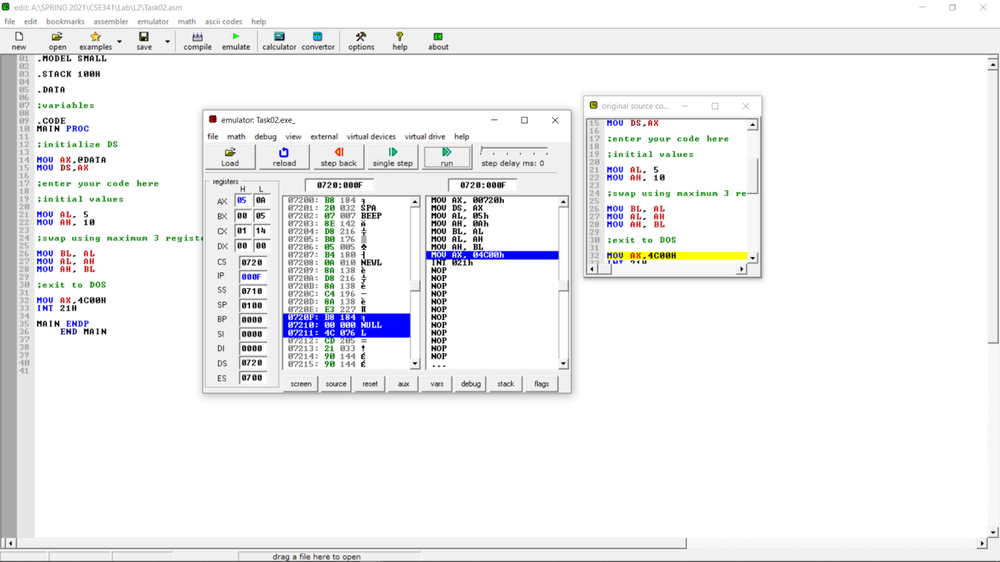 edit: A:\SPRING 2021\CSE341\Lab\L2\Task02.asm
file edit bookmarks assembler emulator math ascii codes help
new open examples save compile emulate calculator convertor options help about
01 .MODEL SMALL
02
03 .STACK 100H
04
05 .DATA
06
07 ;variables
08
09 .CODE
10 MAIN PROC
11
12 ;initialize DS
13
14 MOV AX,@DATA
15 MOV DS,AX
16
17 ;enter your code here
18
19 ;initial values
20
21 MOV AL, 5
22 MOV AH, 10
23
24 ;swap using maximum 3 registe
25
26 MOV BL, AL
27 MOV AL, AH
28 MOV AH, BL
29
30 ;exit to DOS
31
32 MOV AX,4C00H
33 INT 21H
34
35 MAIN ENDP
36 END MAIN
37
38
39
40
41
emulator: Task02.exe_
file math debug view external virtual devices virtual drive help
Load reload step back single step run step delay ms: 0
registers
H L
AX 05 0A
BX 00 05
CX 01 14
DX 00 00
CS 0720
IP 000F
SS 0710
SP 0100
BP 0000
SI 0000
DI 0000
DS 0720
ES 0700
0720:000F
07200: B8 184 ╕
07201: 20 032 SPA
07202: 07 007 BEEP
07203: 8E 142 Ä
07204: D8 216 ╪
07205: B0 176 ░
07206: 05 005 ♣
07207: B4 180 ┤
07208: 0A 010 NEWL
07209: 8A 138 è
0720A: D8 216 ╪
0720B: 8A 138 è
0720C: C4 196 ─
0720D: 8A 138 è
0720E: E3 227 π
0720F: B8 184 ╕
07210: 00 000 NULL
07211: 4C 076 L
07212: CD 205 =
07213: 21 033 !
07214: 90 144 É
07215: 90 144 É
0720:000F
MOV AX, 00720h
MOV DS, AX
MOV AL, 05h
MOV AH, 0Ah
MOV BL, AL
MOV AL, AH
MOV AH, BL
MOV AX, 04C00h
INT 021h
NOP
NOP
NOP
NOP
NOP
NOP
NOP
NOP
NOP
NOP
NOP
NOP
...
screen source reset aux vars debug stack flags
original source co...
15 MOV DS,AX
16
17 ;enter your code here
18
19 ;initial values
20
21 MOV AL, 5
22 MOV AH, 10
23
24 ;swap using maximum 3 re
25
26 MOV BL, AL
27 MOV AL, AH
28 MOV AH, BL
29
30 ;exit to DOS
31
32 MOV AX,4C00H
33 INT 21H
drag a file here to open